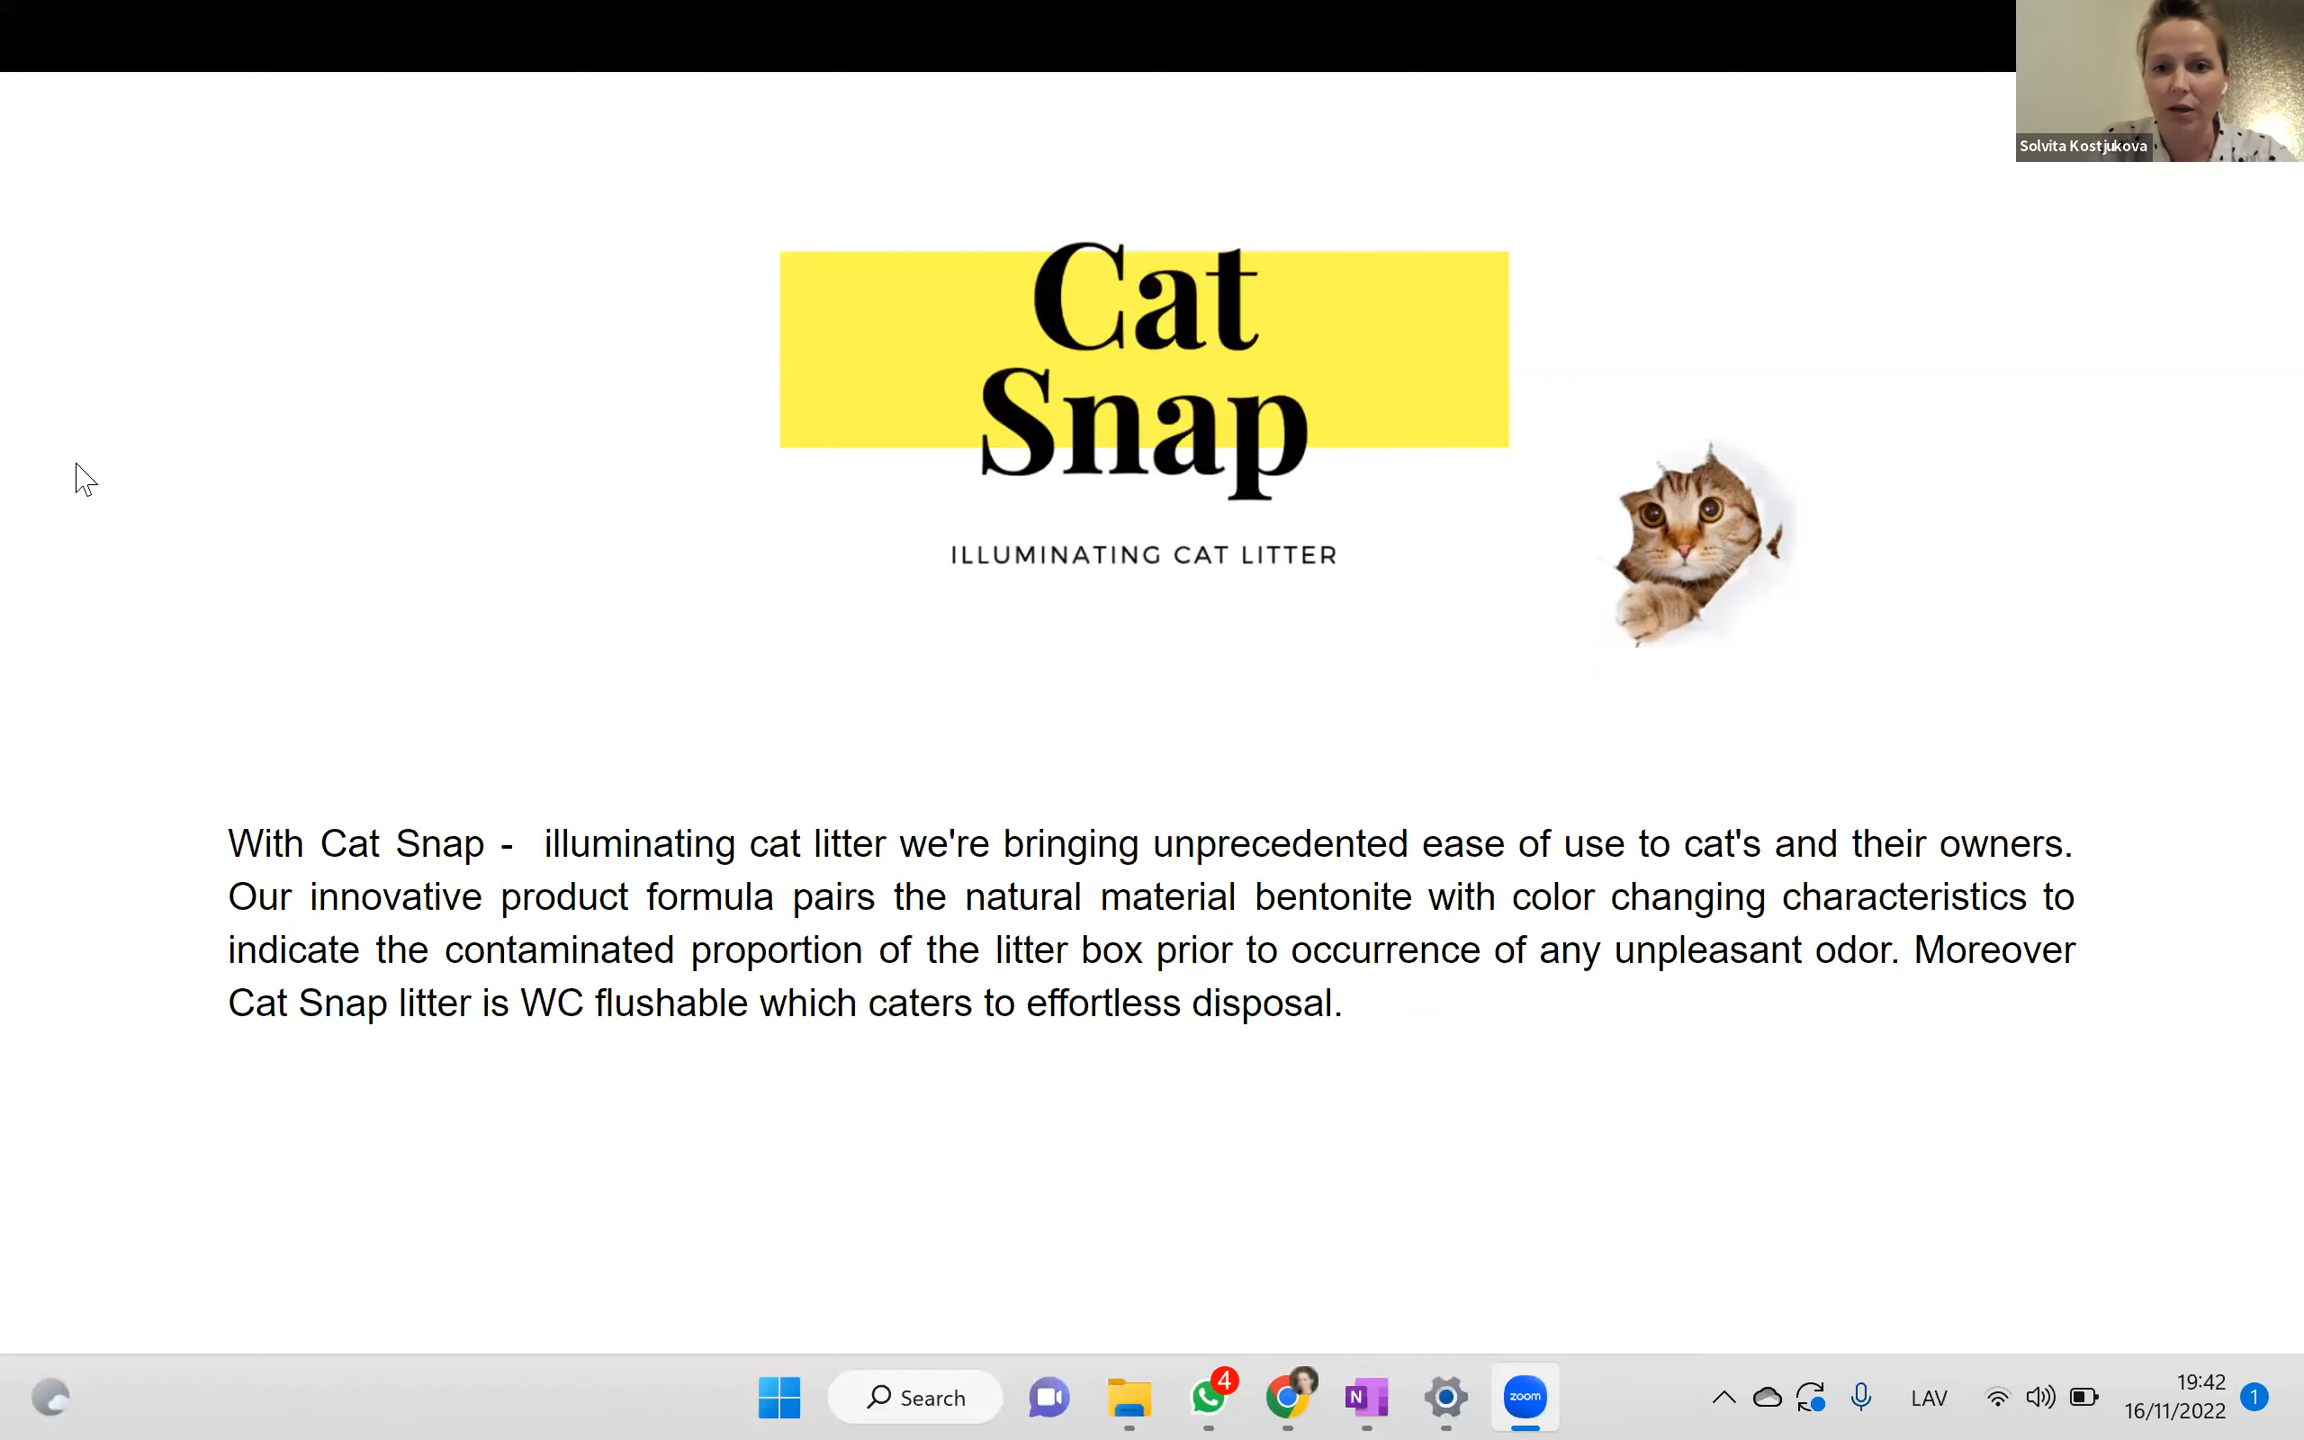 Solvita Kostjukova
Cat
Snap
ILLUMINATING CAT LITTER
With Cat Snap -  illuminating cat litter we're bringing unprecedented ease of use to cat's and their owners.
Our innovative product formula pairs the natural material bentonite with color changing characteristics to
indicate the contaminated proportion of the litter box prior to occurrence of any unpleasant odor. Moreover
Cat Snap litter is WC flushable which caters to effortless disposal.
Search
4
N
zoom
LAV
19:42
16/11/2022
1